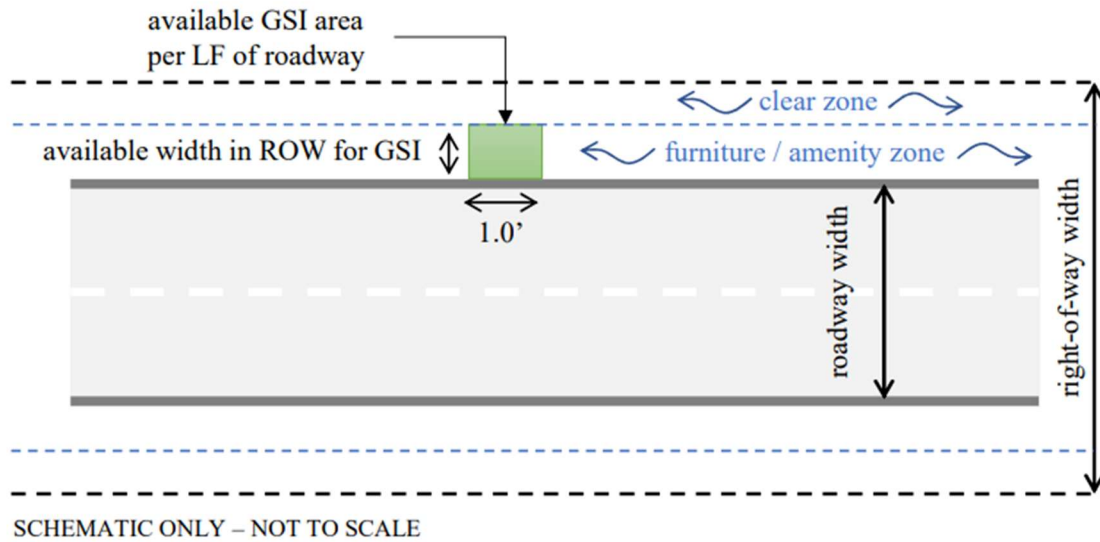 available GSI area
per LF of roadway
clear zone
available width in ROW for GSI
furniture / amenity zone
1.0’
roadway width
right-of-way width
SCHEMATIC ONLY – NOT TO SCALE